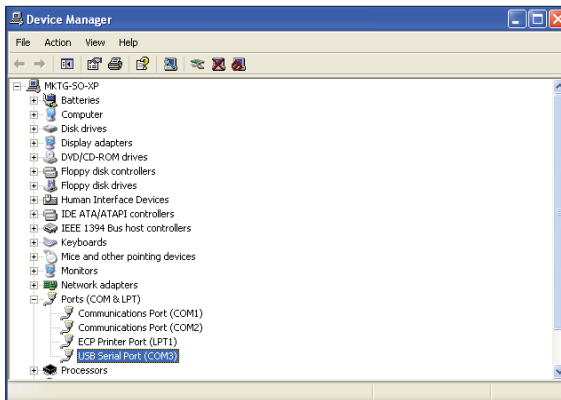 Device Manager
File Action View Help
MKTG-SO-XP
Batteries
Computer
Disk drives
Display adapters
DVD/CD-ROM drives
Floppy disk controllers
Floppy disk drives
Human Interface Devices
IDE ATA/ATAPI controllers
IEEE 1394 Bus host controllers
Keyboards
Mice and other pointing devices
Monitors
Network adapters
Ports (COM & LPT)
Communications Port (COM1)
Communications Port (COM2)
ECP Printer Port (LPT1)
USB Serial Port (COM3)
Processors